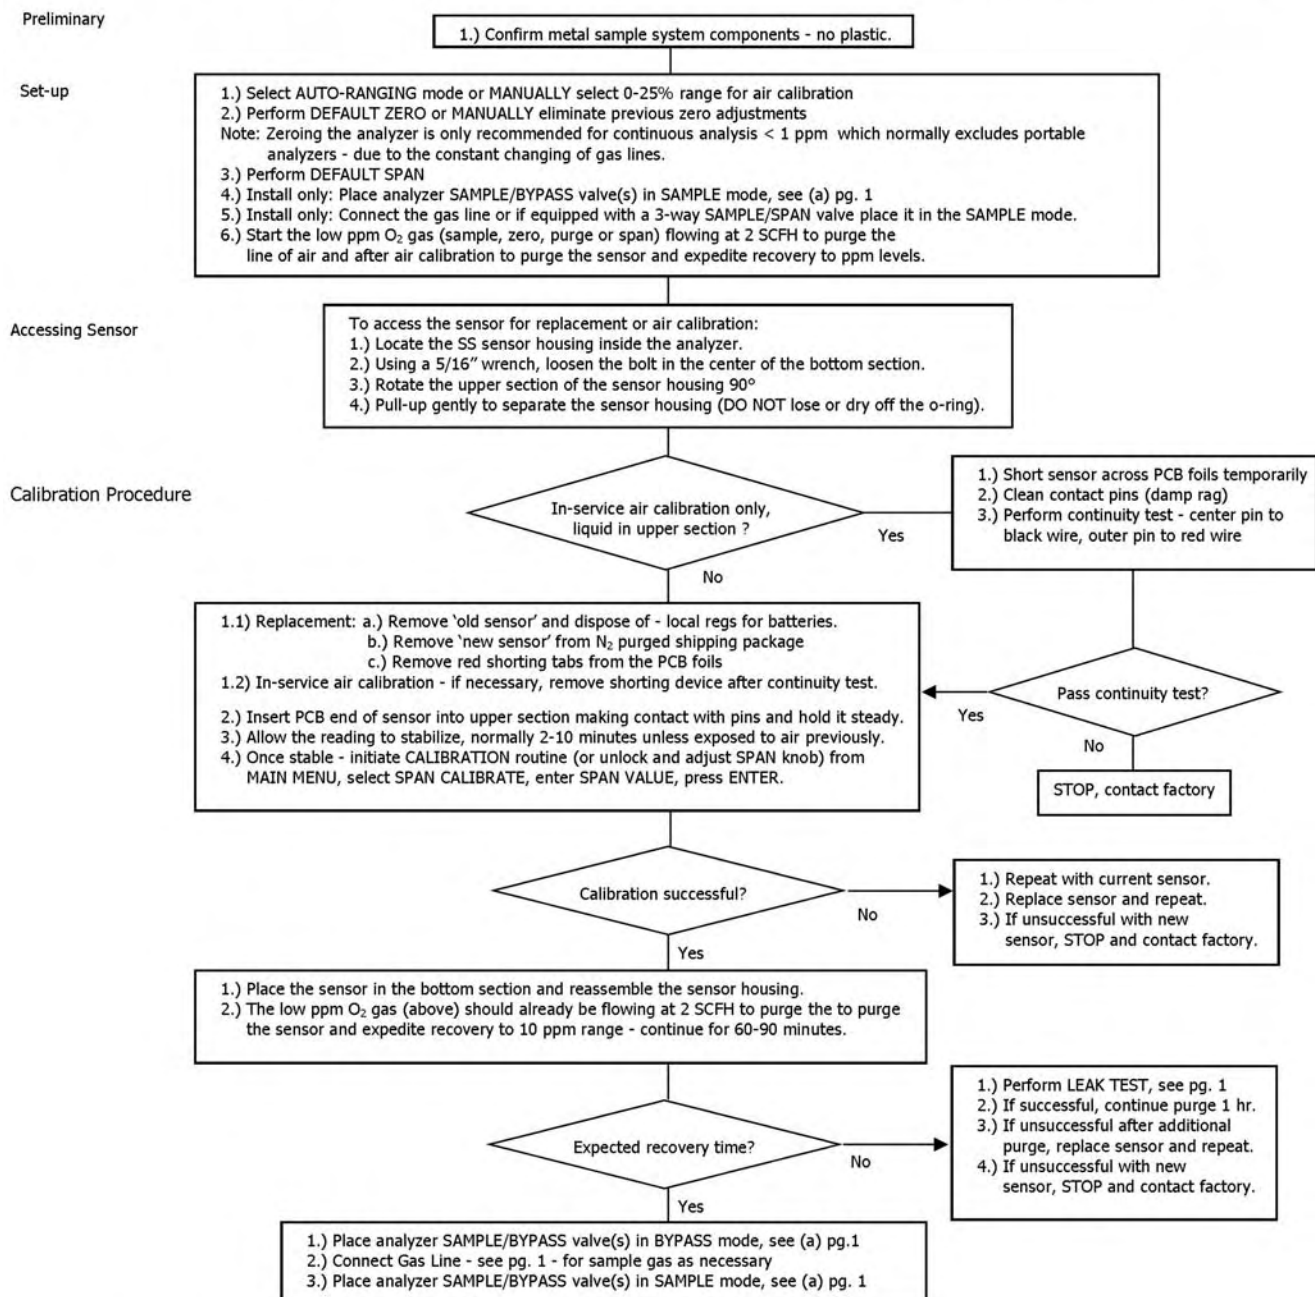 Preliminary
1.) Confirm metal sample system components - no plastic.
Set-up
1.) Select AUTO-RANGING mode or MANUALLY select 0-25% range for air calibration
2.) Perform DEFAULT ZERO or MANUALLY eliminate previous zero adjustments
Note: Zeroing the analyzer is only recommended for continuous analysis < 1 ppm which normally excludes portable
analyzers - due to the constant changing of gas lines.
3.) Perform DEFAULT SPAN
4.) Install only: Place analyzer SAMPLE/BYPASS valve(s) in SAMPLE mode, see (a) pg. 1
5.) Install only: Connect the gas line or if equipped with a 3-way SAMPLE/SPAN valve place it in the SAMPLE mode.
6.) Start the low ppm O₂ gas (sample, zero, purge or span) flowing at 2 SCFH to purge the
line of air and after air calibration to purge the sensor and expedite recovery to ppm levels.
Accessing Sensor
To access the sensor for replacement or air calibration:
1.) Locate the SS sensor housing inside the analyzer.
2.) Using a 5/16" wrench, loosen the bolt in the center of the bottom section.
3.) Rotate the upper section of the sensor housing 90°
4.) Pull-up gently to separate the sensor housing (DO NOT lose or dry off the o-ring).
Calibration Procedure
In-service air calibration only,
liquid in upper section ?
Yes
No
1.) Short sensor across PCB foils temporarily
2.) Clean contact pins (damp rag)
3.) Perform continuity test - center pin to
black wire, outer pin to red wire
1.1) Replacement: a.) Remove 'old sensor' and dispose of - local regs for batteries.
b.) Remove 'new sensor' from N₂ purged shipping package
c.) Remove red shorting tabs from the PCB foils
1.2) In-service air calibration - if necessary, remove shorting device after continuity test.
2.) Insert PCB end of sensor into upper section making contact with pins and hold it steady.
3.) Allow the reading to stabilize, normally 2-10 minutes unless exposed to air previously.
4.) Once stable - initiate CALIBRATION routine (or unlock and adjust SPAN knob) from
MAIN MENU, select SPAN CALIBRATE, enter SPAN VALUE, press ENTER.
Pass continuity test?
Yes
No
STOP, contact factory
Calibration successful?
No
Yes
1.) Repeat with current sensor.
2.) Replace sensor and repeat.
3.) If unsuccessful with new
sensor, STOP and contact factory.
1.) Place the sensor in the bottom section and reassemble the sensor housing.
2.) The low ppm O₂ gas (above) should already be flowing at 2 SCFH to purge the to purge
the sensor and expedite recovery to 10 ppm range - continue for 60-90 minutes.
Expected recovery time?
No
Yes
1.) Perform LEAK TEST, see pg. 1
2.) If successful, continue purge 1 hr.
3.) If unsuccessful after additional
purge, replace sensor and repeat.
4.) If unsuccessful with new
sensor, STOP and contact factory.
1.) Place analyzer SAMPLE/BYPASS valve(s) in BYPASS mode, see (a) pg.1
2.) Connect Gas Line - see pg. 1 - for sample gas as necessary
3.) Place analyzer SAMPLE/BYPASS valve(s) in SAMPLE mode, see (a) pg. 1